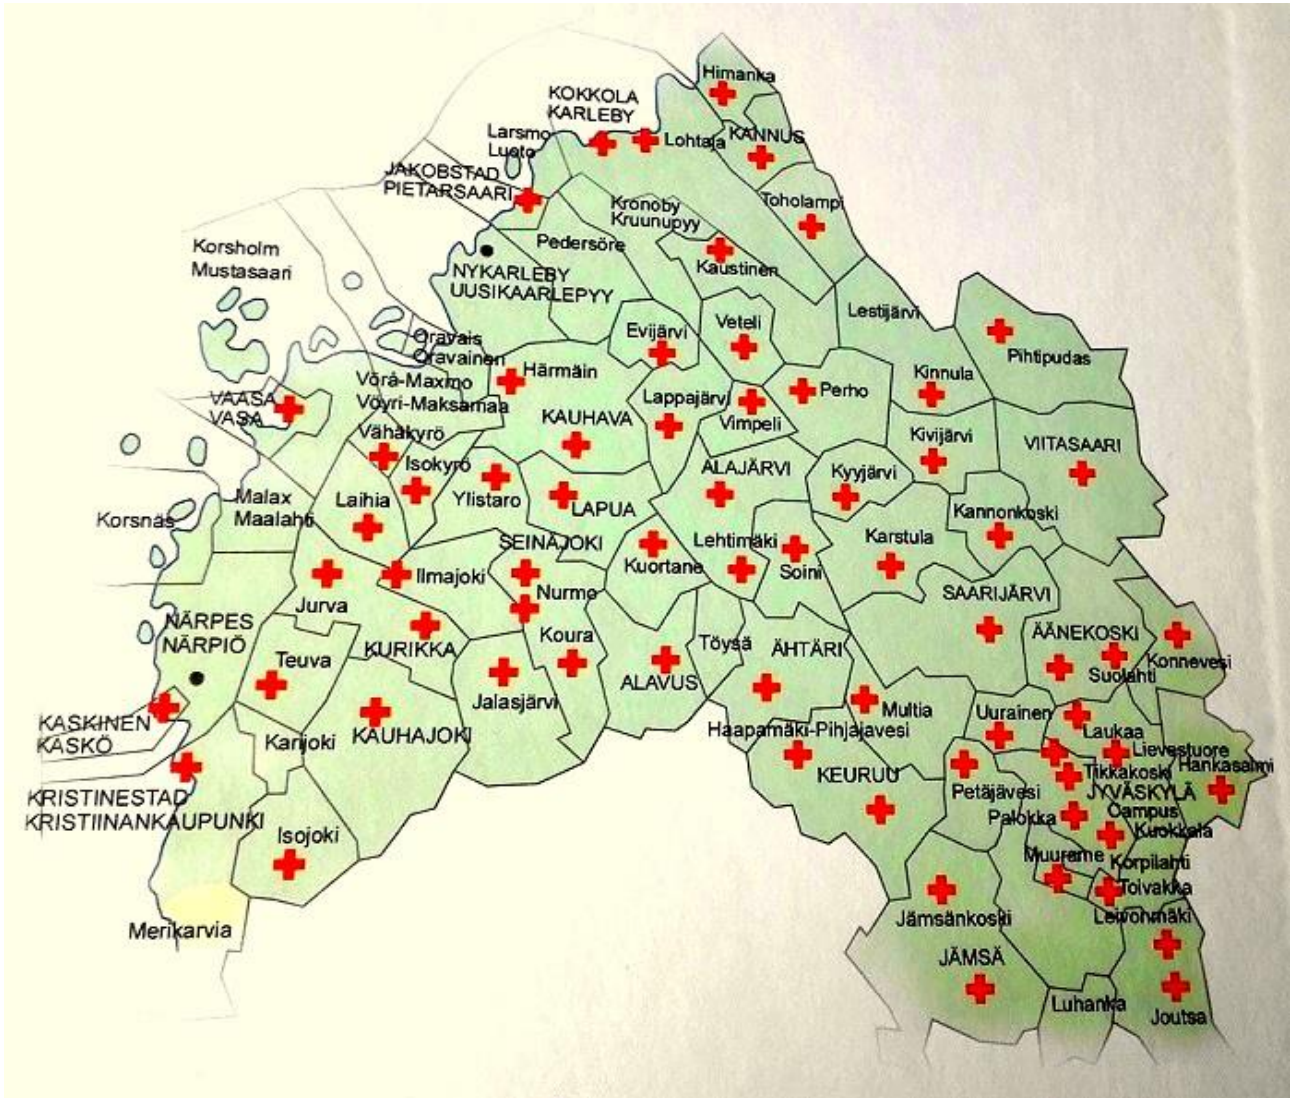 Himanka
KOKKOLA
KARLEBY
Larsmo
Luoto
Lohtaja
KANNUS
JAKOBSTAD
PIETARSAARI
Toholampi
Kronoby
Kruunupyy
Korsholm
Mustasaari
Pedersöre
Kaustinen
NYKARLEBY
UUSIKAARLEPYY
Lestijärvi
Oravais
Oravainen
Evijärvi
Veteli
Pihtipudas
Härmäin
Kinnula
Vörå-Maxmo
Vöyri-Maksamaa
Lappajärvi
Perho
VAASA
VASA
KAUHAVA
Vimpeli
Vähäkyrö
Kivijärvi
VIITASAARI
Isokyrö
ALAJÄRVI
Kyyjärvi
Malax
Maalahti
Laihia
Ylistaro
LAPUA
Kannonkoski
Korsnäs
SEINÄJOKI
Lehtimäki
Karstula
Kuortane
Soini
Ilmajoki
Nurmo
SAARIJÄRVI
Jurva
NÄRPES
NÄRPIÖ
KURIKKA
Koura
Töysä
ÄHTÄRI
ÄÄNEKOSKI
Teuva
Suolahti
Konnevesi
Jalasjärvi
ALAVUS
KASKINEN
KASKÖ
Karijoki
KAUHAJOKI
Haapamäki-Pihjajavesi
Multia
Uurainen
Laukaa
Lievestuore
Hankasalmi
KEURUU
Tikkakoski
Petäjävesi
JYVÄSKYLÄ
KRISTINESTAD
KRISTIINANKAUPUNKI
Palokka
Campus
Kuokkala
Isojoki
Muurame
Korpilahti
Toivakka
Jämsänkoski
Leivonmäki
Merikarvia
JÄMSÄ
Luhanka
Joutsa